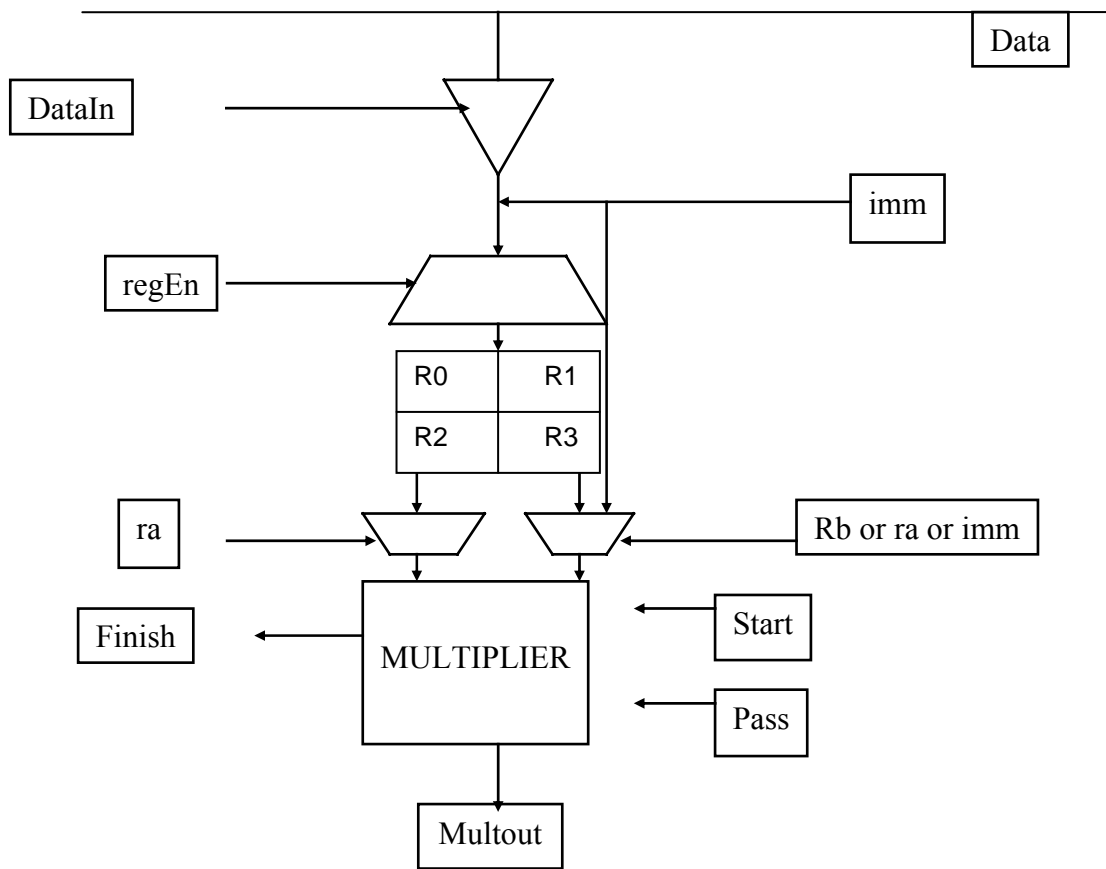 Data
DataIn
imm
regEn
R0 R1
R2 R3
ra
Rb or ra or imm
Finish
MULTIPLIER
Start
Pass
Multout